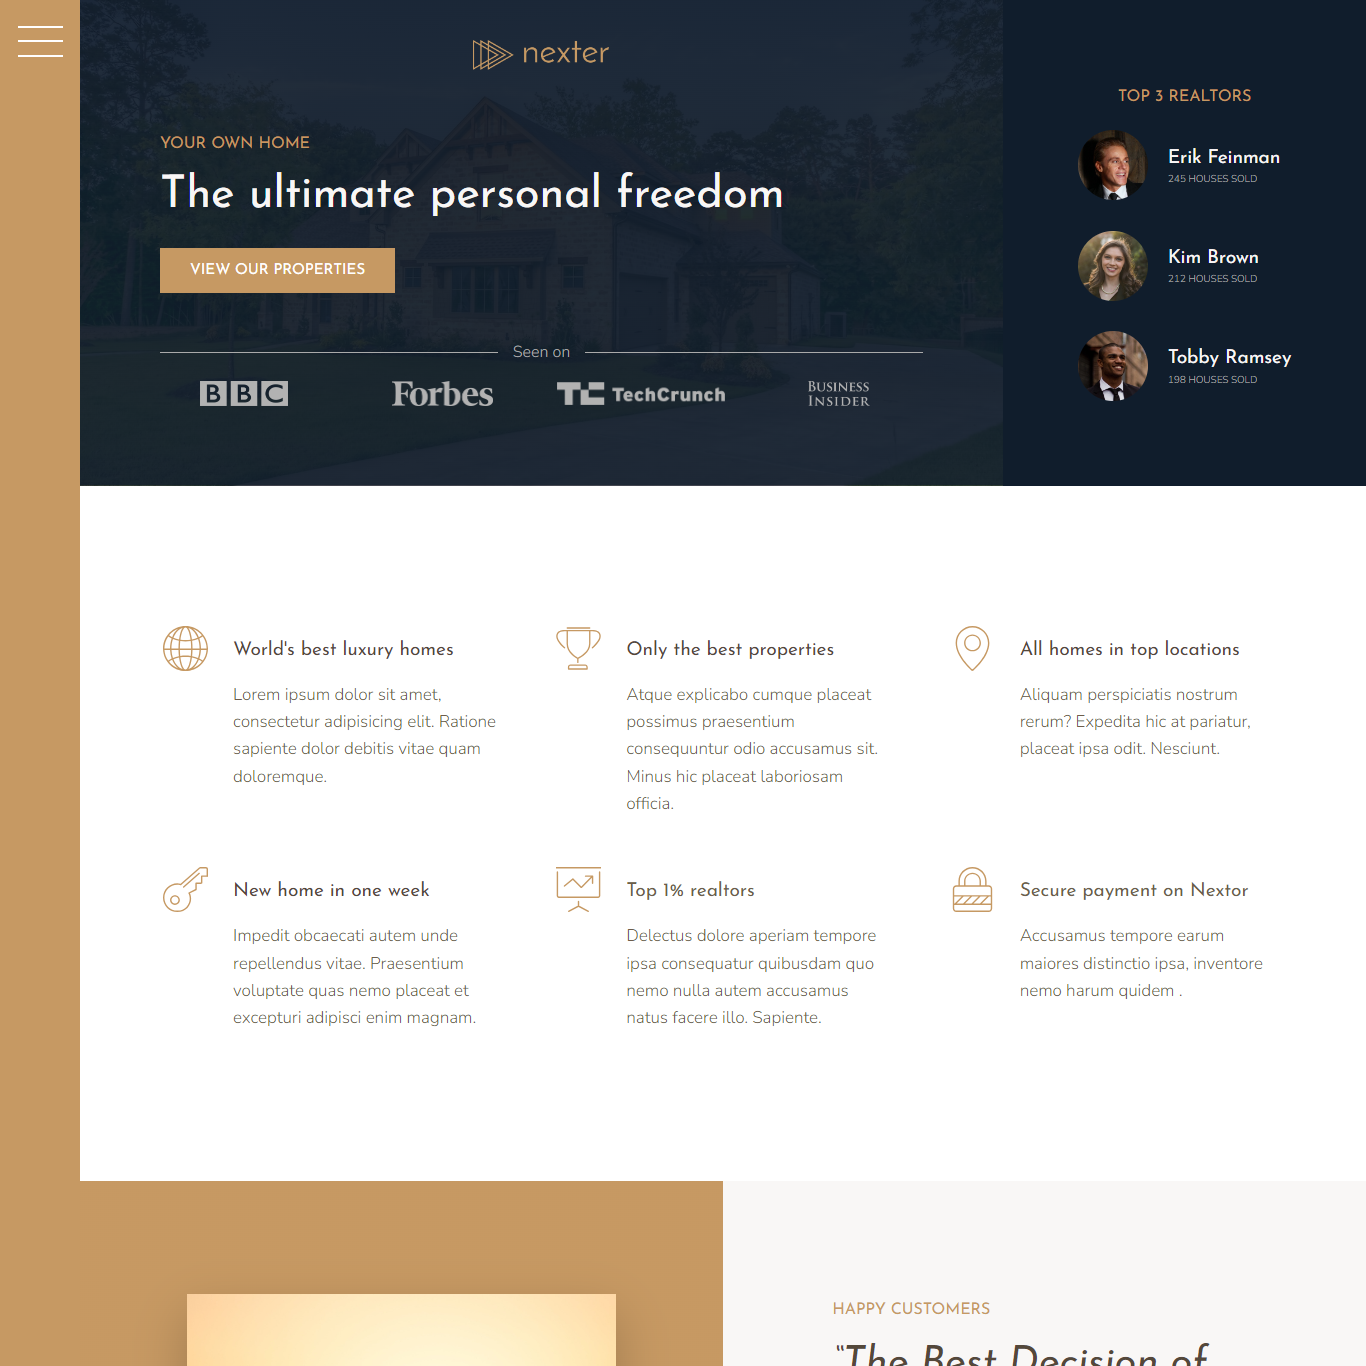 nexter
YOUR OWN HOME
The ultimate personal freedom
VIEW OUR PROPERTIES
Seen on
BBC
Forbes
TC TechCrunch
BUSINESS
INSIDER
TOP 3 REALTORS
Erik Feinman
245 HOUSES SOLD
Kim Brown
212 HOUSES SOLD
Tobby Ramsey
198 HOUSES SOLD
World's best luxury homes
Lorem ipsum dolor sit amet,
consectetur adipisicing elit. Ratione
sapiente dolor debitis vitae quam
doloremque.
Only the best properties
Atque explicabo cumque placeat
possimus praesentium
consequuntur odio accusamus sit.
Minus hic placeat laboriosam
officia.
All homes in top locations
Aliquam perspiciatis nostrum
rerum? Expedita hic at pariatur,
placeat ipsa odit. Nesciunt.
New home in one week
Impedit obcaecati autem unde
repellendus vitae. Praesentium
voluptate quas nemo placeat et
excepturi adipisci enim magnam.
Top 1% realtors
Delectus dolore aperiam tempore
ipsa consequatur quibusdam quo
nemo nulla autem accusamus
natus facere illo. Sapiente.
Secure payment on Nextor
Accusamus tempore earum
maiores distinctio ipsa, inventore
nemo harum quidem .
HAPPY CUSTOMERS
“The Best Decision of